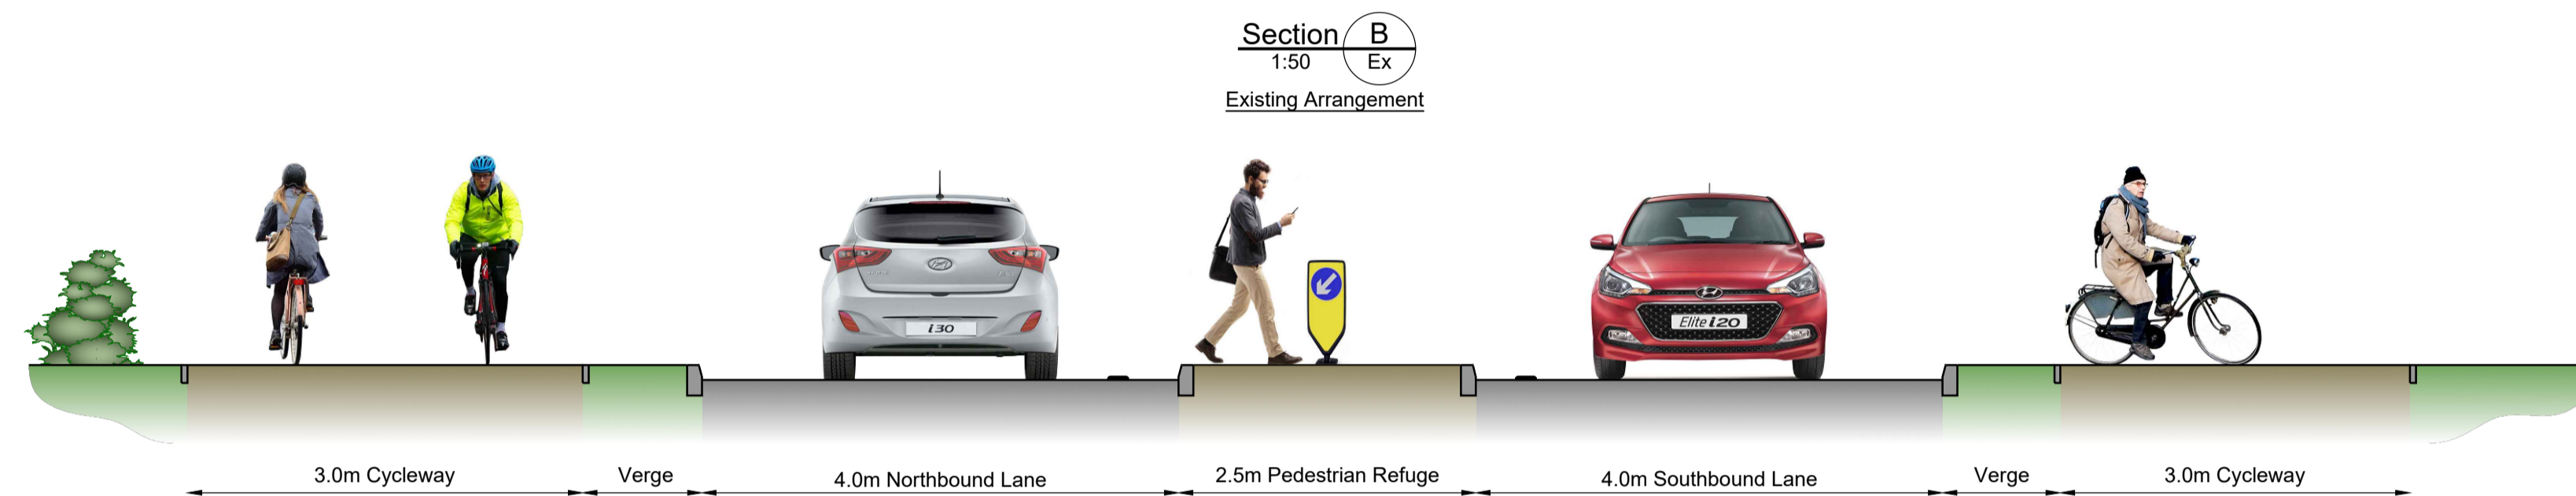 Section B
1:50 Ex
Existing Arrangement
i30
Elite i20
3.0m Cycleway Verge 4.0m Northbound Lane 2.5m Pedestrian Refuge 4.0m Southbound Lane Verge 3.0m Cycleway